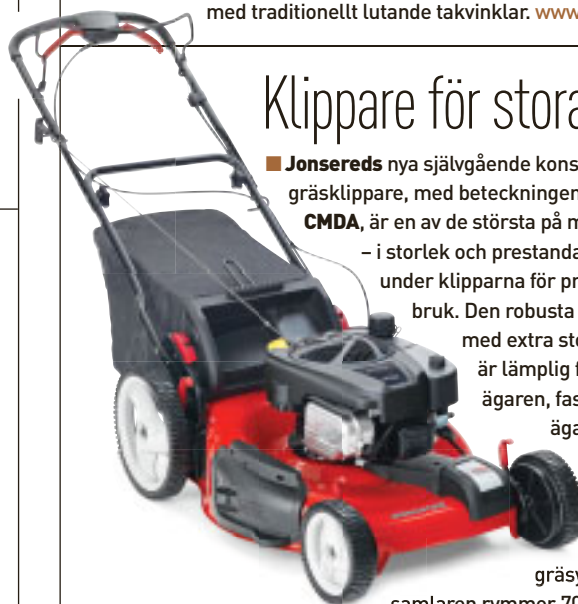 med traditionellt lutande takvinklar. www
Klippare för stora
■ Jonsereds nya självgående kons
gräsklippare, med beteckningen
CMDA, är en av de största på m
– i storlek och prestanda
under klipparna för pr
bruk. Den robusta
med extra sto
är lämplig f
ägaren, fas
äga
gräsy
samlaren rymmer 70